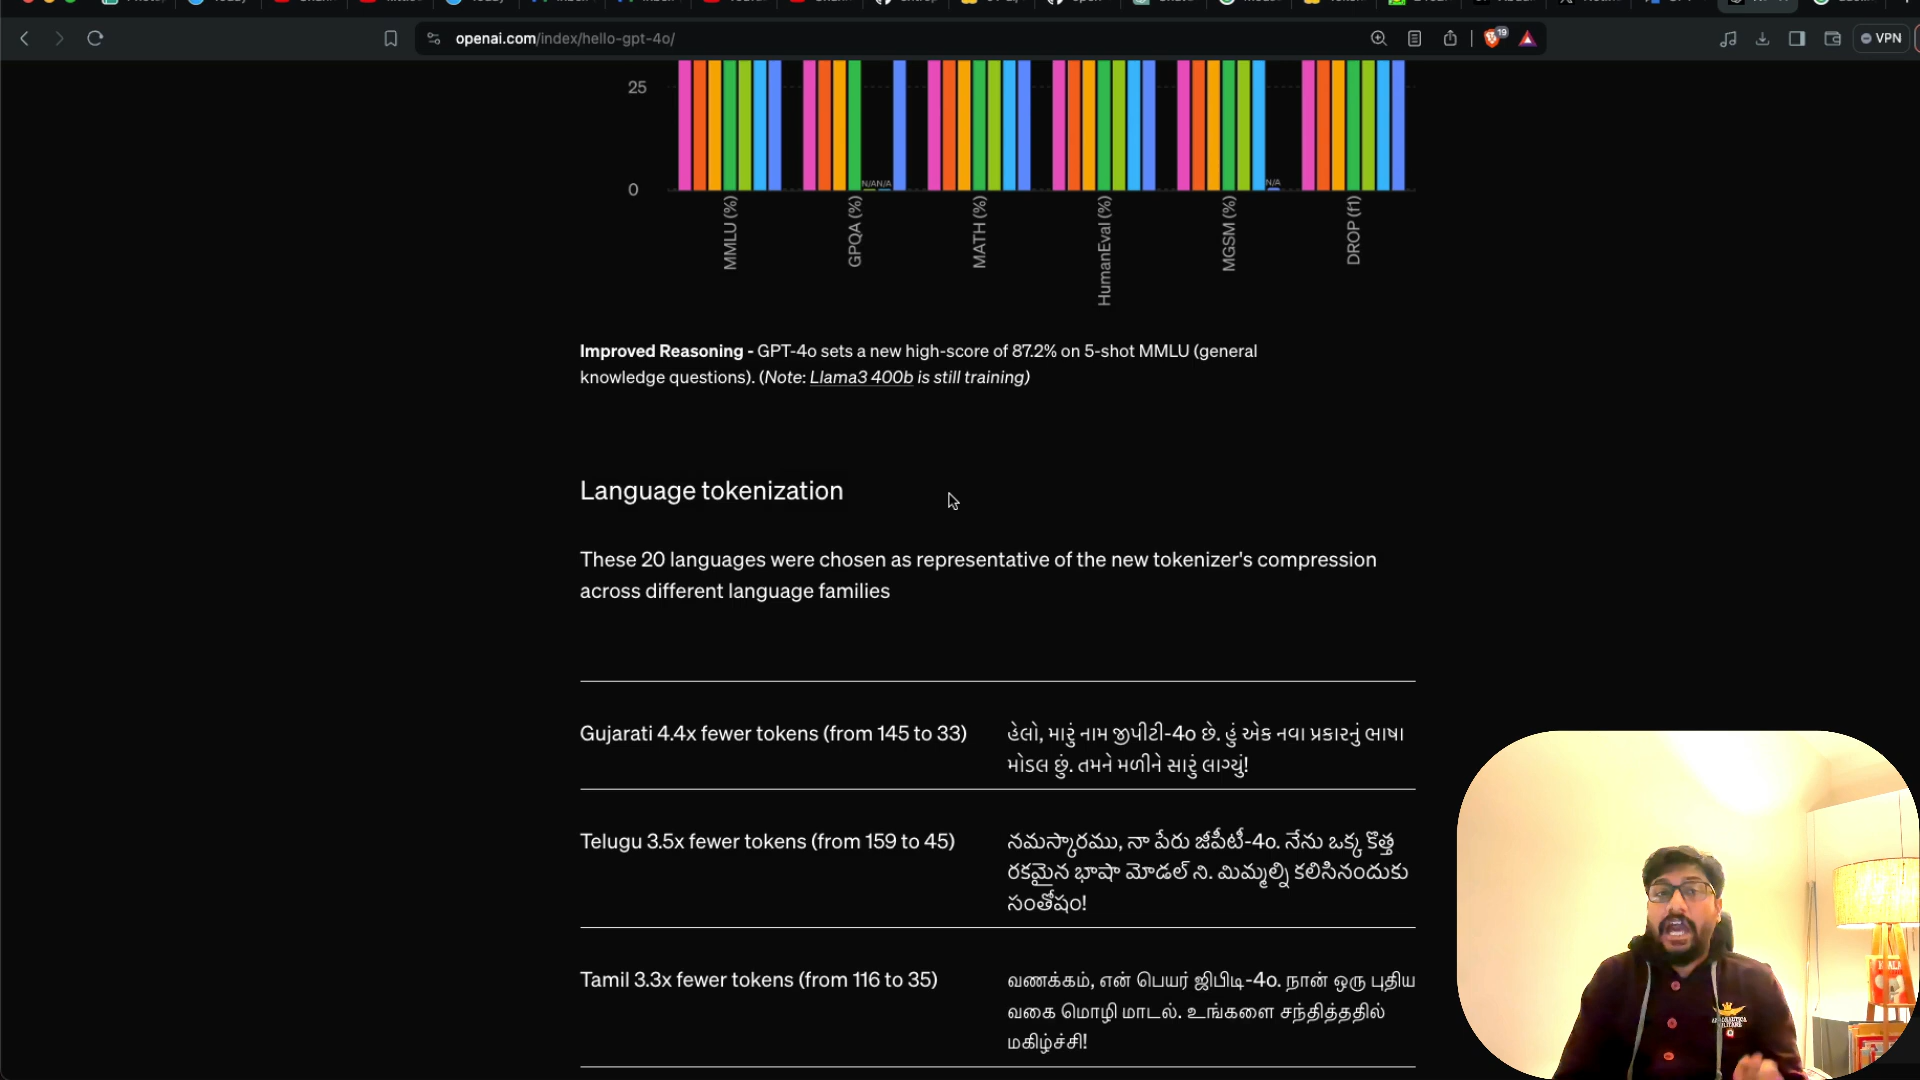 openai.com/index/hello-gpt-4o/
19
VPN
25
0
N/A N/A
N/A
MMLU (%)
GPQA (%)
MATH (%)
HumanEval (%)
MGSM (%)
DROP (f1)
Improved Reasoning - GPT-4o sets a new high-score of 87.2% on 5-shot MMLU (general
knowledge questions). (Note: Llama3 400b is still training)
Language tokenization
These 20 languages were chosen as representative of the new tokenizer's compression
across different language families
Gujarati 4.4x fewer tokens (from 145 to 33)
હેલો, મારું નામ જીપીટી-4o છે. હું એક નવા પ્રકારનું ભાષા
મોડલ છું. તમને મળીને સારું લાગ્યું!
Telugu 3.5x fewer tokens (from 159 to 45)
నమస్కారము, నా పేరు జీపీటీ-4o. నేను ఒక్క కొత్త
రకమైన భాషా మోడల్ ని. మిమ్మల్ని కలిసినందుకు
సంతోషం!
Tamil 3.3x fewer tokens (from 116 to 35)
வணக்கம், என் பெயர் ஜிபிடி-4o. நான் ஒரு புதிய
வகை மொழி மாடல். உங்களை சந்தித்ததில்
மகிழ்ச்சி!